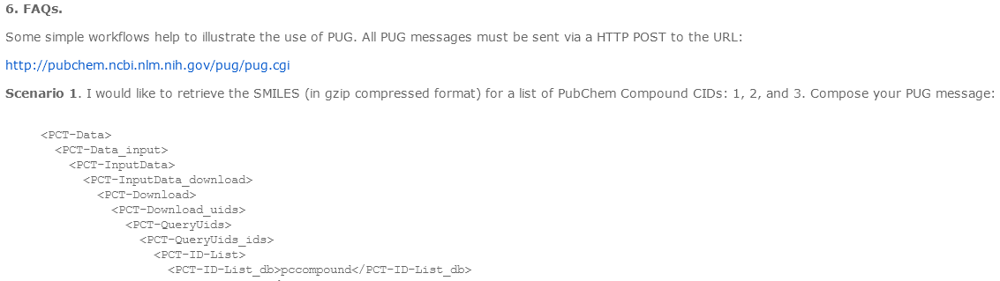 6. FAQs.
Some simple workflows help to illustrate the use of PUG. All PUG messages must be sent via a HTTP POST to the URL:
http://pubchem.ncbi.nlm.nih.gov/pug/pug.cgi
Scenario 1. I would like to retrieve the SMILES (in gzip compressed format) for a list of PubChem Compound CIDs: 1, 2, and 3. Compose your PUG message:
<PCT-Data>
<PCT-Data_input>
<PCT-InputData>
<PCT-InputData_download>
<PCT-Download>
<PCT-Download_uids>
<PCT-QueryUids>
<PCT-QueryUids_ids>
<PCT-ID-List>
<PCT-ID-List_db>pccompound</PCT-ID-List_db>